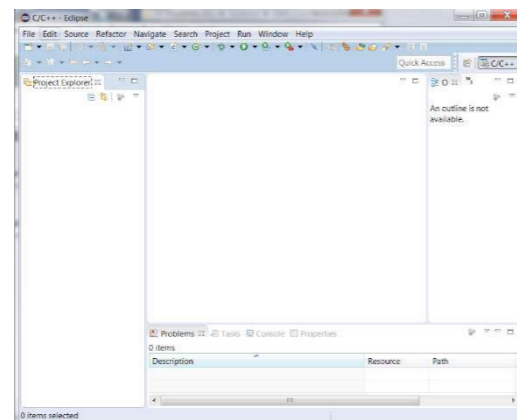 C/C++ - Eclipse
File Edit Source Refactor Navigate Search Project Run Window Help
Quick Access C/C++
Project Explorer
An outline is not
available.
Problems Tasks Console Properties
0 items
Description Resource Path
0 items selected